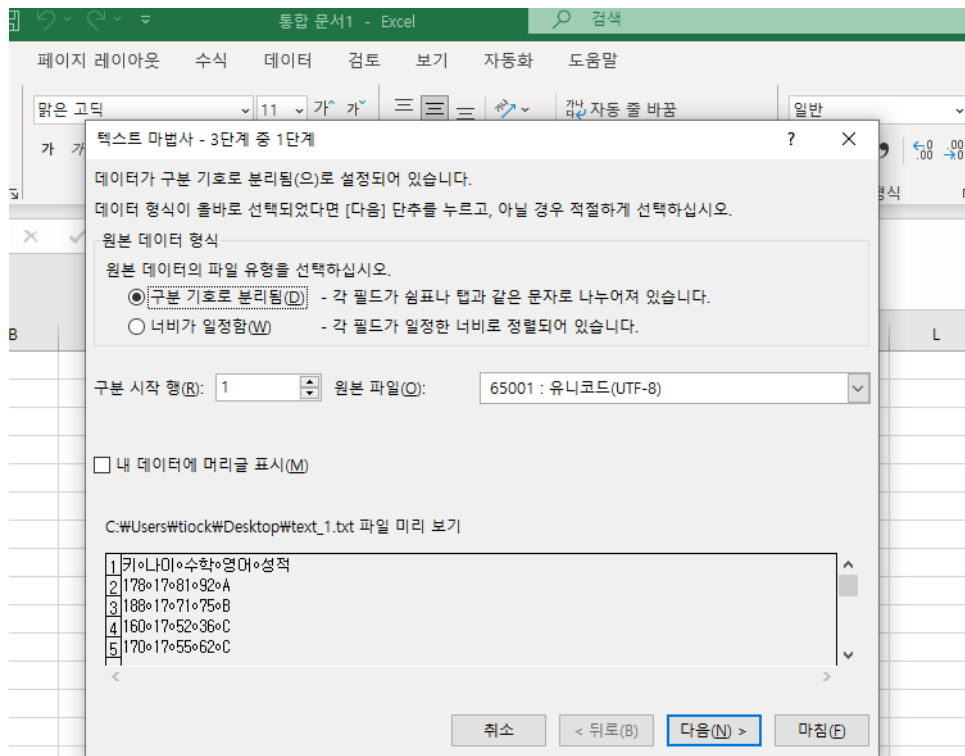 통합 문서1 - Excel
검색
페이지 레이아웃 수식 데이터 검토 보기 자동화 도움말
맑은 고딕 11 가 가 자동 줄 바꿈 일반
가 가
텍스트 마법사 - 3단계 중 1단계 ?
데이터가 구분 기호로 분리됨(으)로 설정되어 있습니다.
데이터 형식이 올바로 선택되었다면 [다음] 단추를 누르고, 아닐 경우 적절하게 선택하십시오.
원본 데이터 형식
원본 데이터의 파일 유형을 선택하십시오.
구분 기호로 분리됨(D) - 각 필드가 쉼표나 탭과 같은 문자로 나누어져 있습니다.
너비가 일정함(W) - 각 필드가 일정한 너비로 정렬되어 있습니다.
B L
구분 시작 행(R): 1 원본 파일(O): 65001 : 유니코드(UTF-8)
내 데이터에 머리글 표시(M)
C:₩Users₩tiock₩Desktop₩text_1.txt 파일 미리 보기
1 키∘나이∘수학∘영어∘성적
2 178∘17∘81∘92∘A
3 188∘17∘71∘75∘B
4 160∘17∘52∘36∘C
5 170∘17∘55∘62∘C
취소 < 뒤로(B) 다음(N) > 마침(F)